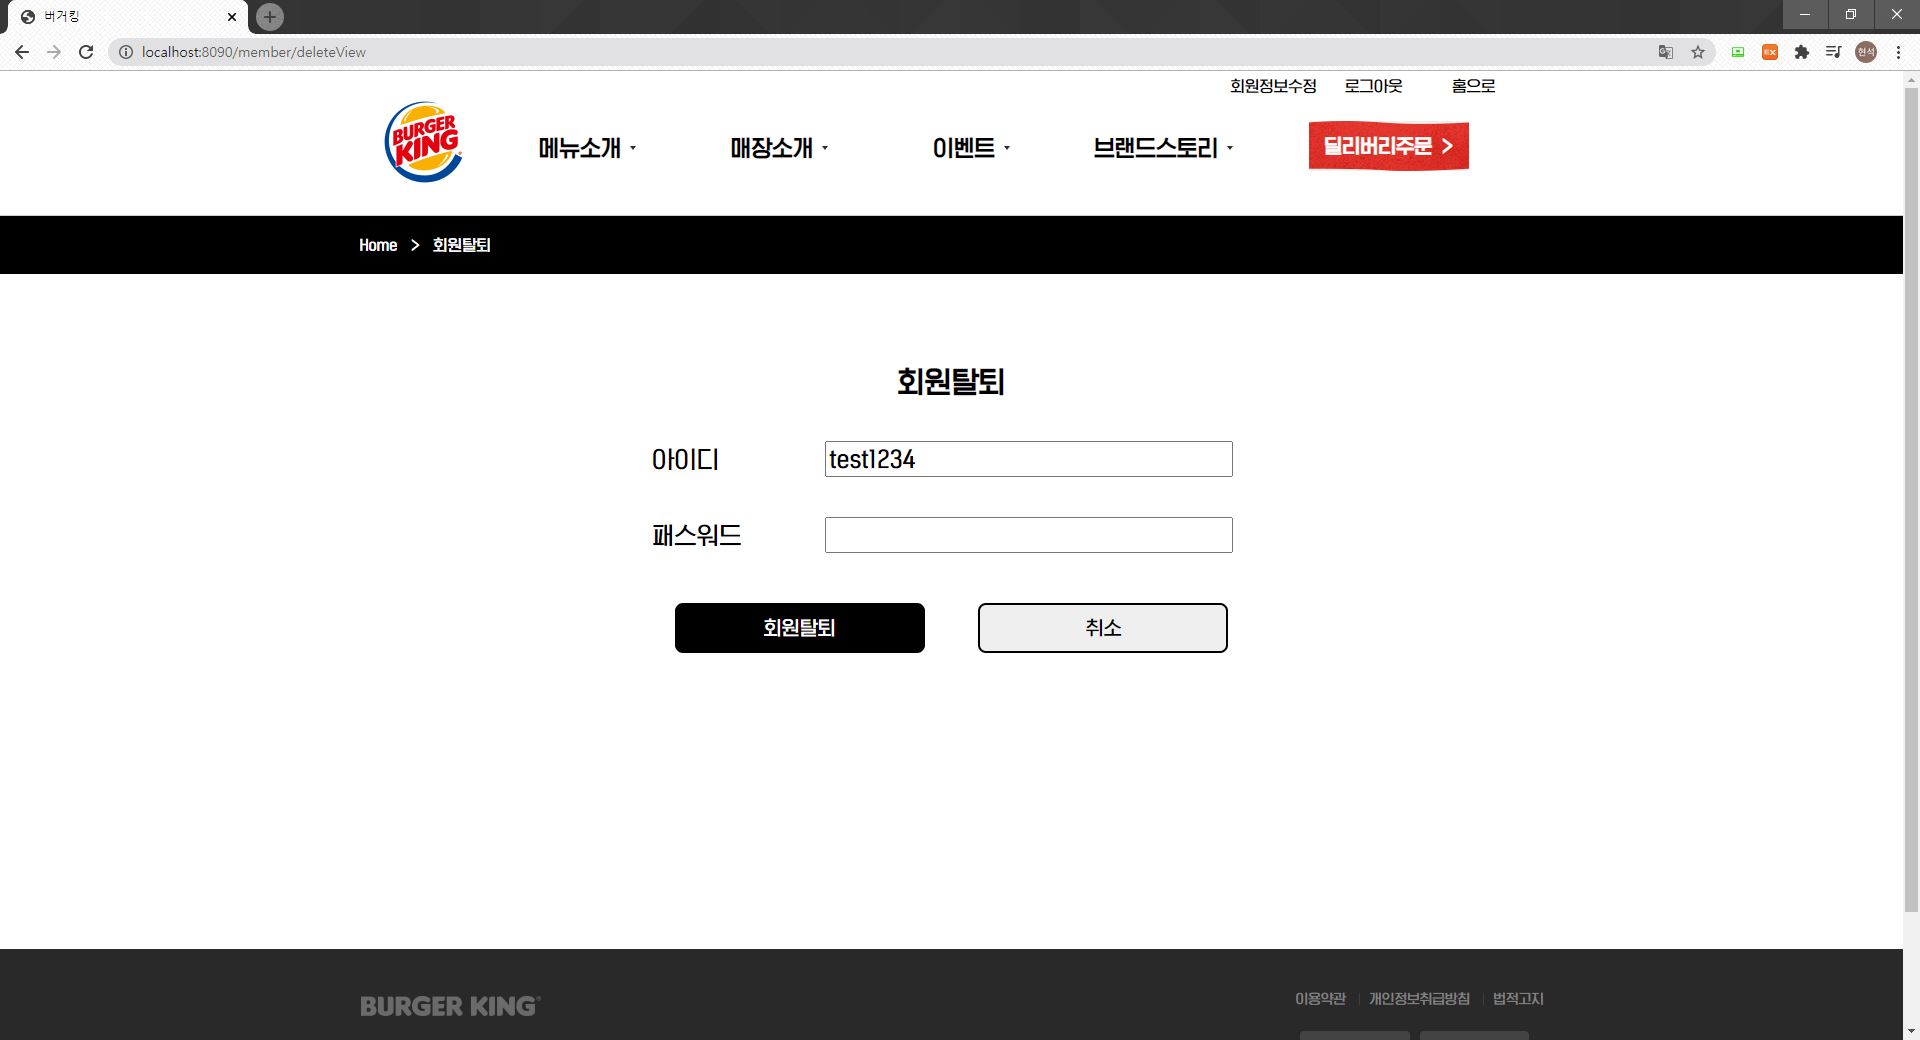 버거킹
localhost:8090/member/deleteView
회원정보수정 로그아웃 홈으로
BURGER KING
메뉴소개 매장소개 이벤트 브랜드스토리 딜리버리주문 >
Home > 회원탈퇴
회원탈퇴
아이디 test1234
패스워드
회원탈퇴 취소
BURGER KING
이용약관 개인정보취급방침 법적고지